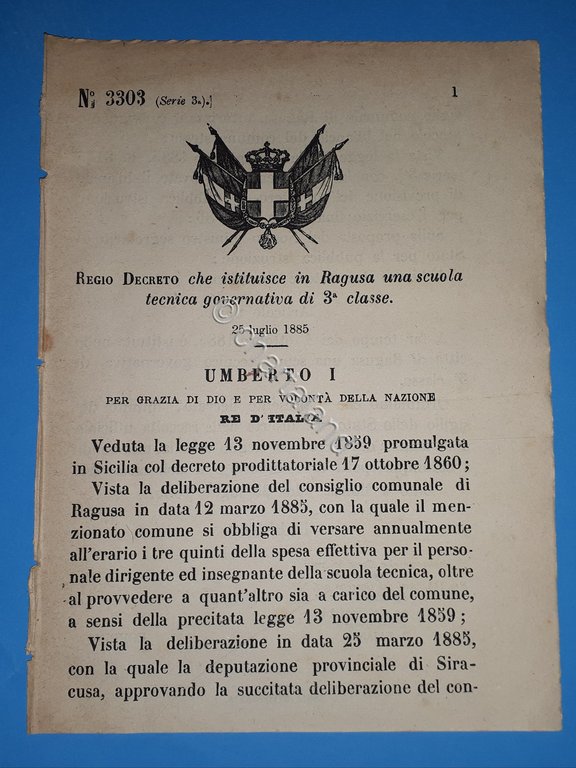 N.º 3303 (Serie 3ª).
1
REGIO DECRETO che istituisce in Ragusa una scuola
tecnica governativa di 3ª classe.
25 luglio 1885
UMBERTO I
PER GRAZIA DI DIO E PER VOLONTÀ DELLA NAZIONE
RE D'ITALIA
Veduta la legge 13 novembre 1859 promulgata
in Sicilia col decreto prodittatoriale 17 ottobre 1860;
Vista la deliberazione del consiglio comunale di
Ragusa in data 12 marzo 1885, con la quale il men-
zionato comune si obbliga di versare annualmente
all'erario i tre quinti della spesa effettiva per il perso-
nale dirigente ed insegnante della scuola tecnica, oltre
al provvedere a quant'altro sia a carico del comune,
a sensi della precitata legge 13 novembre 1859;
Vista la deliberazione in data 25 marzo 1885,
con la quale la deputazione provinciale di Sira-
cusa, approvando la succitata deliberazione del con-